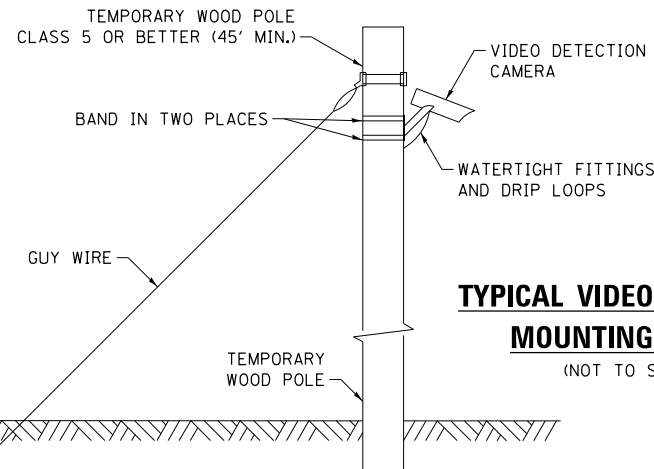 TEMPORARY WOOD POLE
CLASS 5 OR BETTER (45' MIN.)
VIDEO DETECTION
CAMERA
BAND IN TWO PLACES
WATERTIGHT FITTINGS
AND DRIP LOOPS
GUY WIRE
TYPICAL VIDEO
MOUNTING
(NOT TO S
TEMPORARY
WOOD POLE